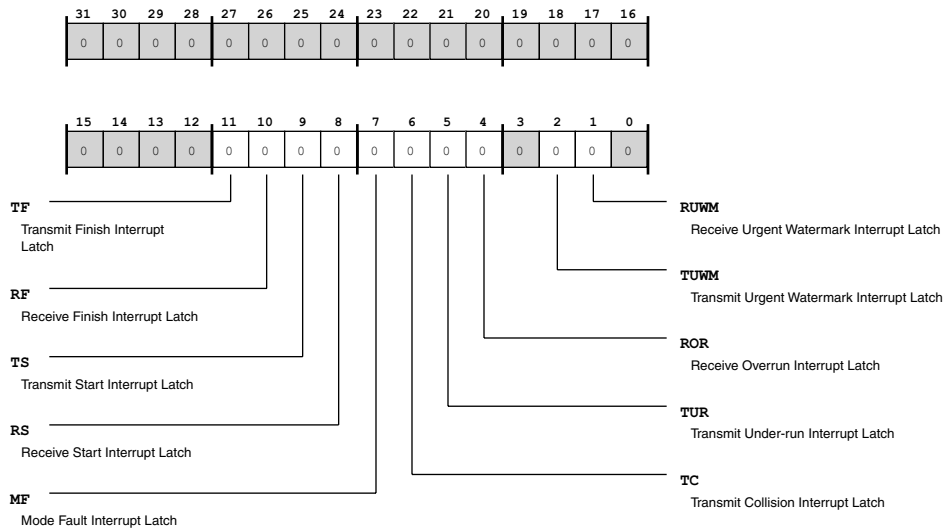 31 30 29 28 27 26 25 24 23 22 21 20 19 18 17 16
0 0 0 0 0 0 0 0 0 0 0 0 0 0 0 0
15 14 13 12 11 10 9 8 7 6 5 4 3 2 1 0
0 0 0 0 0 0 0 0 0 0 0 0 0 0 0 0
TF
Transmit Finish Interrupt
Latch
RF
Receive Finish Interrupt Latch
TS
Transmit Start Interrupt Latch
RS
Receive Start Interrupt Latch
MF
Mode Fault Interrupt Latch
RUWM
Receive Urgent Watermark Interrupt Latch
TUWM
Transmit Urgent Watermark Interrupt Latch
ROR
Receive Overrun Interrupt Latch
TUR
Transmit Under-run Interrupt Latch
TC
Transmit Collision Interrupt Latch